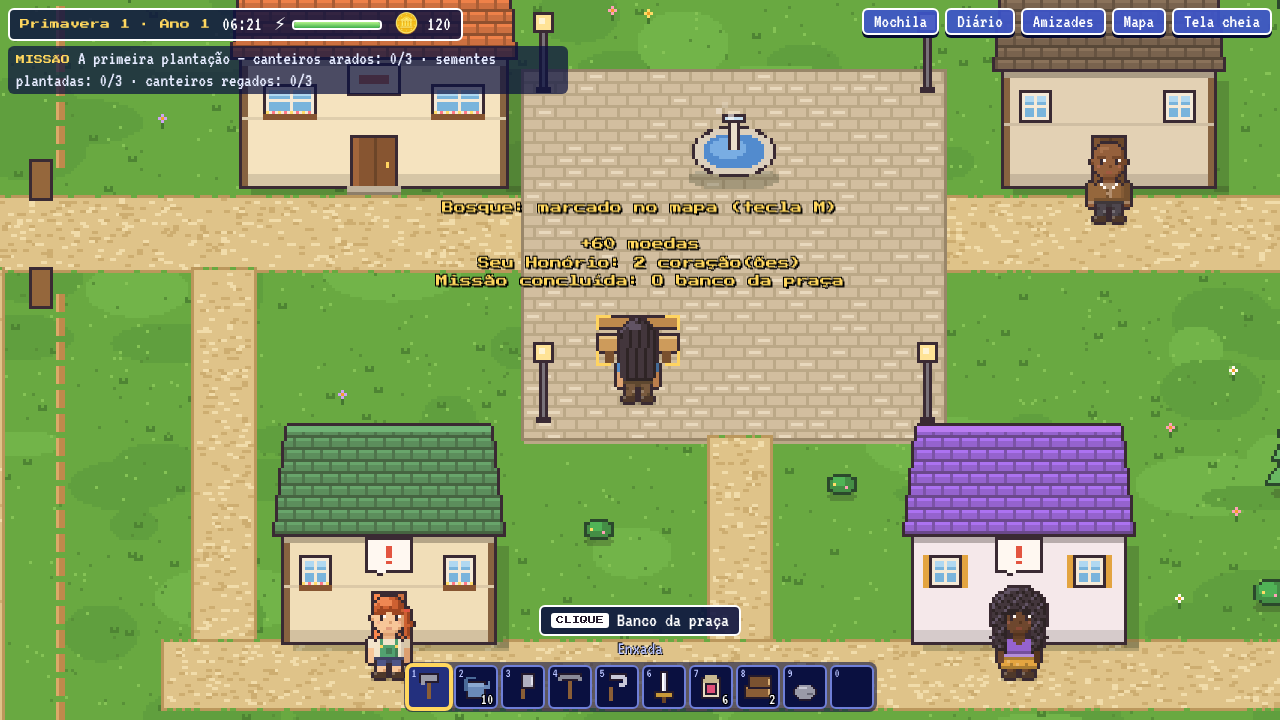 Primavera 1 · Ano 1 06:21 120
Mochila Diário Amizades Mapa Tela cheia
MISSÃO A primeira plantação - canteiros arados: 0/3 · sementes
plantadas: 0/3 · canteiros regados: 0/3
Bosque: marcado no mapa (tecla M)
+60 moedas
Seu Honório: 2 coração(ões)
Missão concluída: O banco da praça
!
!
CLIQUE Banco da praça
Enxada
1 2 3 4 5 6 7 8 9 0
10 6 2